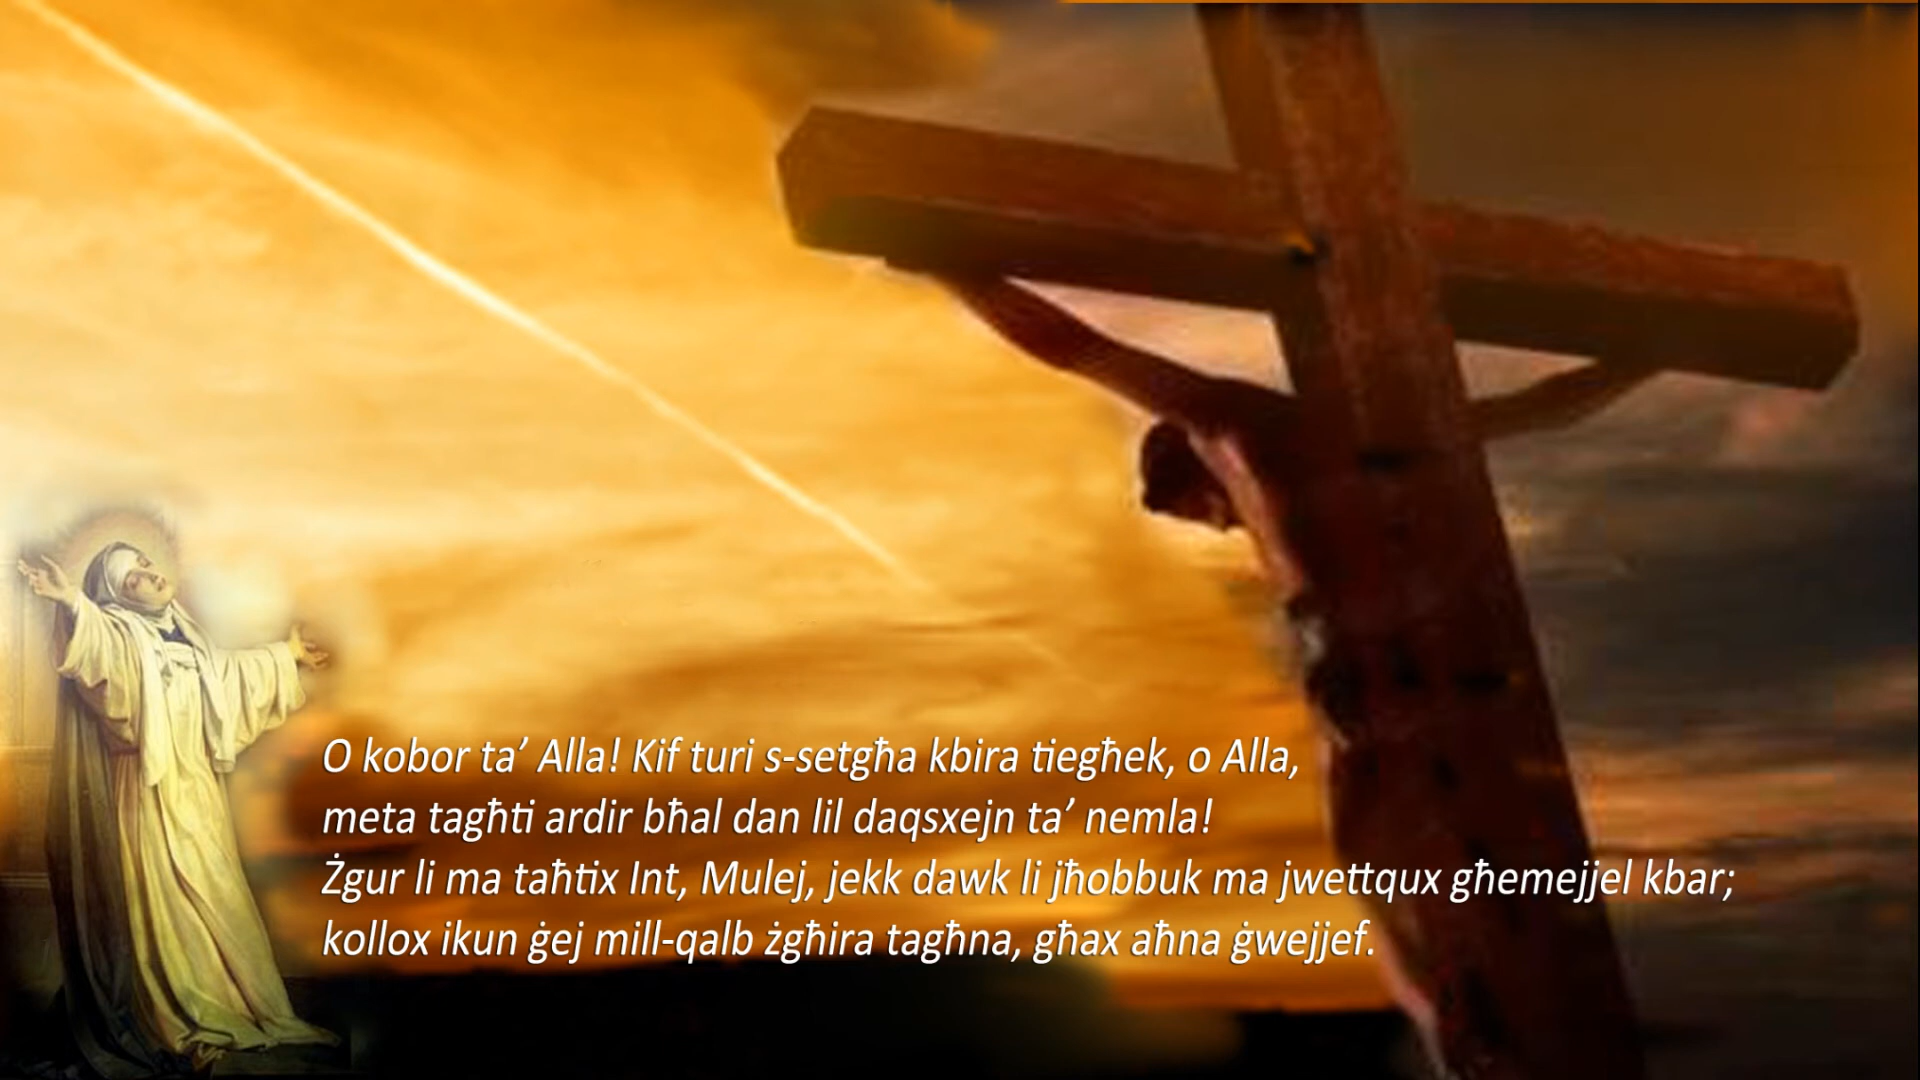 O kobor ta’ Alla! Kif turi s-setgħa kbira tiegħek, o Alla,
meta tagħti ardir bħal dan lil daqsxejn ta’ nemla!
Żgur li ma taħtix Int, Mulej, jekk dawk li jħobbuk ma jwettqux għemejjel kbar;
kollox ikun ġej mill-qalb żgħira tagħna, għax aħna ġwejjef.